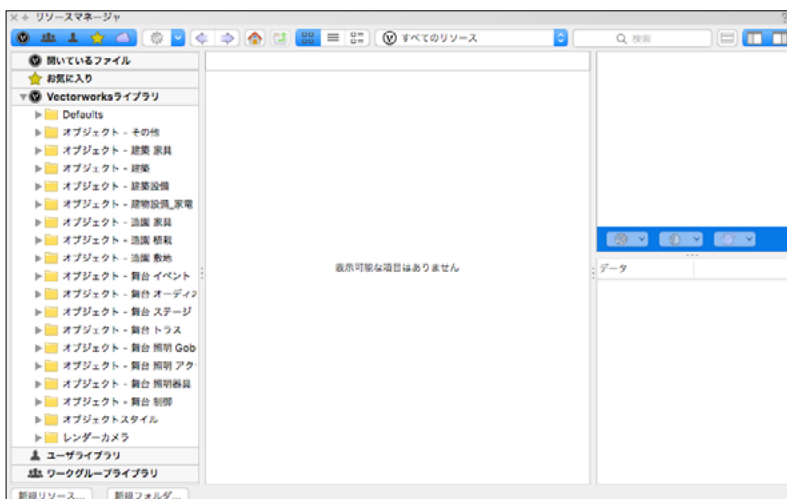 リソースマネージャ
すべてのリソース
検索
開いているファイル
お気に入り
Vectorworksライブラリ
Defaults
オブジェクト - その他
オブジェクト - 建築 家具
オブジェクト - 建築
オブジェクト - 建築設備
オブジェクト - 建物設備_家電
オブジェクト - 造園 家具
オブジェクト - 造園 植栽
オブジェクト - 造園 敷地
オブジェクト - 舞台 イベント
オブジェクト - 舞台 オーディオ
オブジェクト - 舞台 ステージ
オブジェクト - 舞台 トラス
オブジェクト - 舞台 照明 Gob
オブジェクト - 舞台 照明 アク
オブジェクト - 舞台 照明器具
オブジェクト - 舞台 制御
オブジェクトスタイル
レンダーカメラ
ユーザライブラリ
ワークグループライブラリ
新規リソース...
新規フォルダ...
表示可能な項目はありません
データ